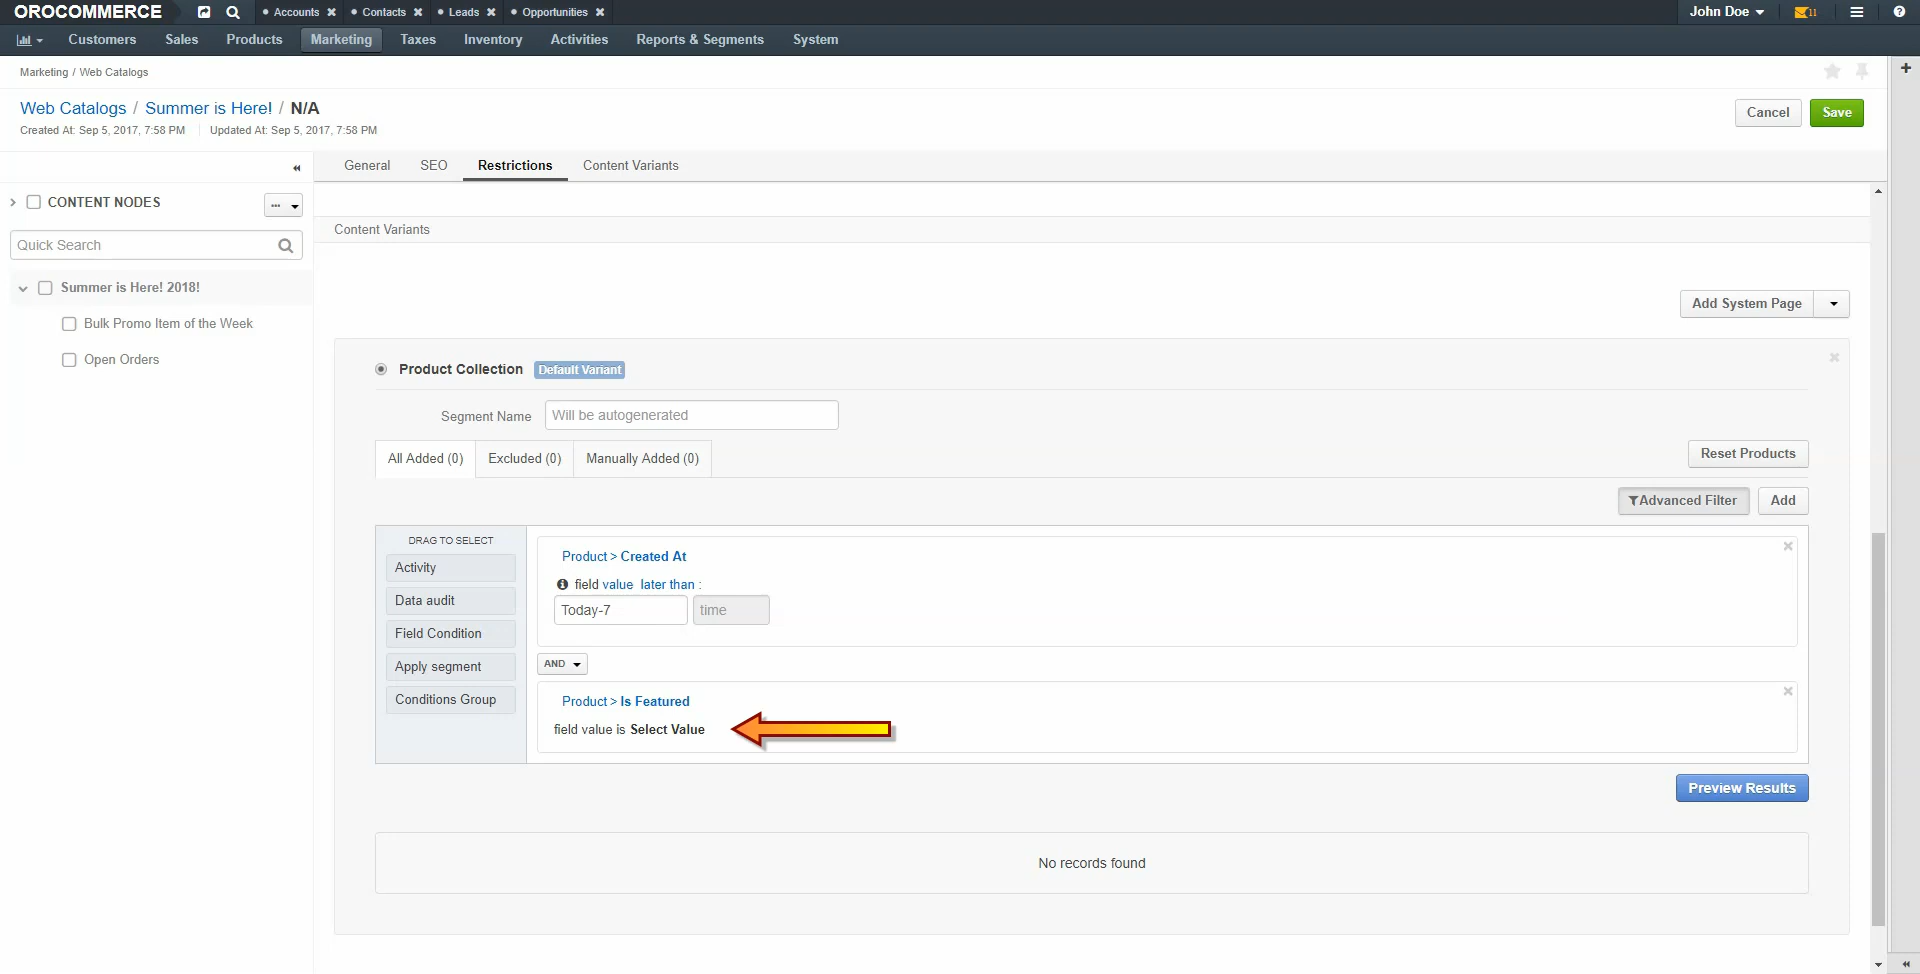 OROCOMMERCE
Accounts
Contacts
Leads
Opportunities
John Doe
11
Customers
Sales
Products
Marketing
Taxes
Inventory
Activities
Reports & Segments
System
Marketing / Web Catalogs
Web Catalogs / Summer is Here! / N/A
Created At: Sep 5, 2017, 7:58 PM
Updated At: Sep 5, 2017, 7:58 PM
Cancel
Save
General
SEO
Restrictions
Content Variants
CONTENT NODES
...
Quick Search
Summer is Here! 2018!
Bulk Promo Item of the Week
Open Orders
Content Variants
Add System Page
Product Collection
Default Variant
Segment Name
Will be autogenerated
All Added (0)
Excluded (0)
Manually Added (0)
Reset Products
Advanced Filter
Add
DRAG TO SELECT
Activity
Data audit
Field Condition
Apply segment
Conditions Group
Product > Created At
field value later than :
Today-7
time
AND
Product > Is Featured
field value is Select Value
Preview Results
No records found